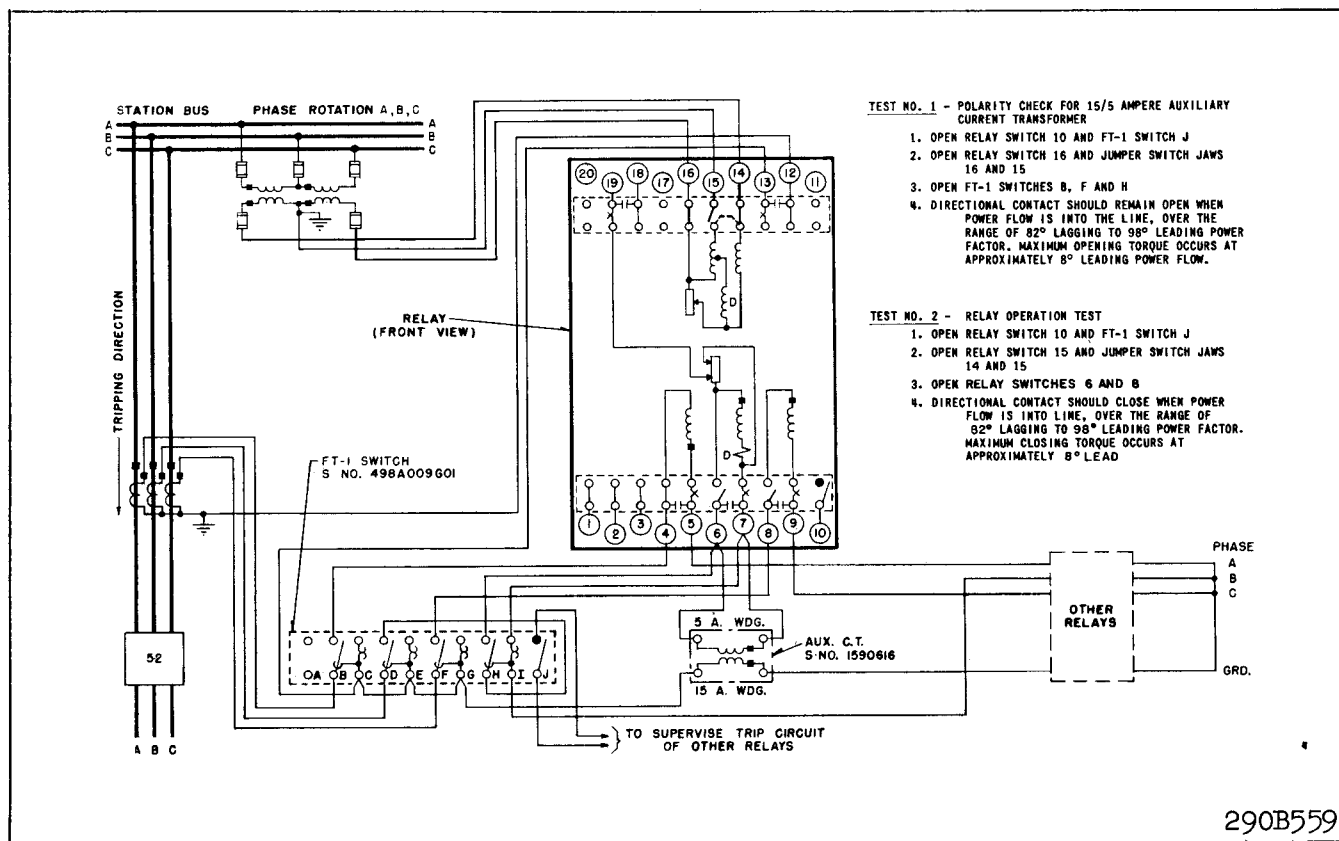 STATION BUS PHASE ROTATION A,B,C
A A
B B
C C
TRIPPING DIRECTION
RELAY
(FRONT VIEW)
20 19 18 17 16 15 14 13 12 11
D
D
1 2 3 4 5 6 7 8 9 10
FT-1 SWITCH
S NO. 498A009G01
52
A B C
A B C D E F G H I J
5 A. WDG.
15 A. WDG.
AUX. C.T.
S.NO. 1590616
TO SUPERVISE TRIP CIRCUIT
OF OTHER RELAYS
OTHER
RELAYS
PHASE
A
B
C
GRD.
TEST NO. 1 - POLARITY CHECK FOR 15/5 AMPERE AUXILIARY
CURRENT TRANSFORMER
1. OPEN RELAY SWITCH 10 AND FT-1 SWITCH J
2. OPEN RELAY SWITCH 16 AND JUMPER SWITCH JAWS
16 AND 15
3. OPEN FT-1 SWITCHES B, F AND H
4. DIRECTIONAL CONTACT SHOULD REMAIN OPEN WHEN
POWER FLOW IS INTO THE LINE, OVER THE
RANGE OF 82° LAGGING TO 98° LEADING POWER
FACTOR. MAXIMUM OPENING TORQUE OCCURS AT
APPROXIMATELY 8° LEADING POWER FLOW.
TEST NO. 2 - RELAY OPERATION TEST
1. OPEN RELAY SWITCH 10 AND FT-1 SWITCH J
2. OPEN RELAY SWITCH 15 AND JUMPER SWITCH JAWS
14 AND 15
3. OPEN RELAY SWITCHES 6 AND 8
4. DIRECTIONAL CONTACT SHOULD CLOSE WHEN POWER
FLOW IS INTO LINE, OVER THE RANGE OF
82° LAGGING TO 98° LEADING POWER FACTOR.
MAXIMUM CLOSING TORQUE OCCURS AT
APPROXIMATELY 8° LEAD
290B559